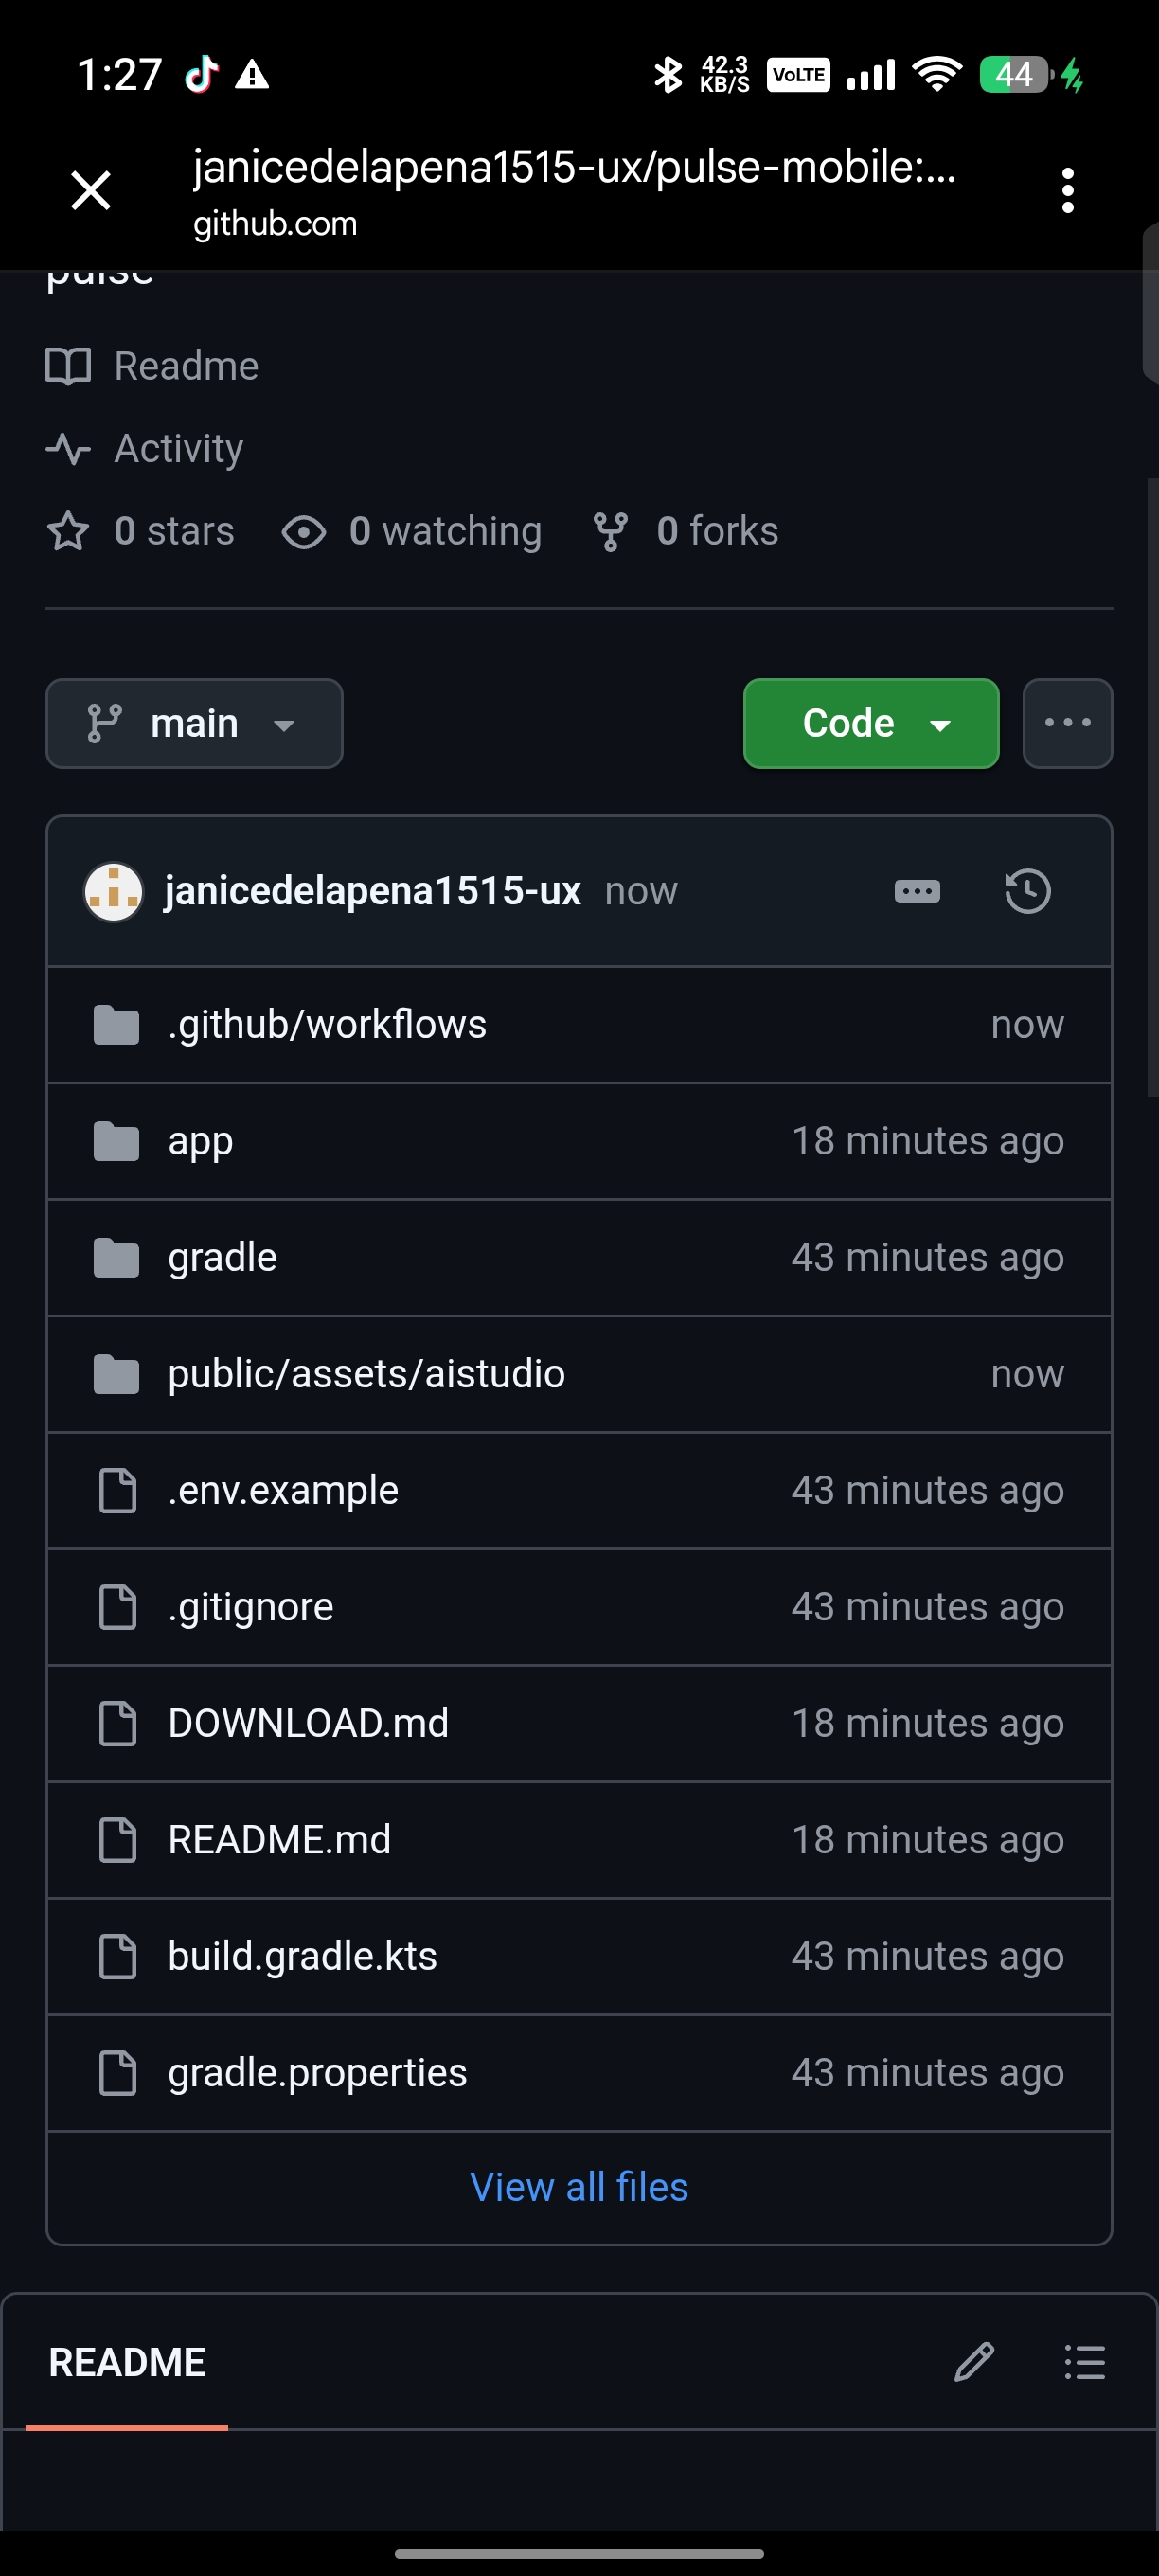 1:27
42.3
KB/S
VoLTE
44
janicedelapena1515-ux/pulse-mobile:...
github.com
pulse
Readme
Activity
0 stars
0 watching
0 forks
main
Code
janicedelapena1515-ux now
.github/workflows now
app 18 minutes ago
gradle 43 minutes ago
public/assets/aistudio now
.env.example 43 minutes ago
.gitignore 43 minutes ago
DOWNLOAD.md 18 minutes ago
README.md 18 minutes ago
build.gradle.kts 43 minutes ago
gradle.properties 43 minutes ago
View all files
README